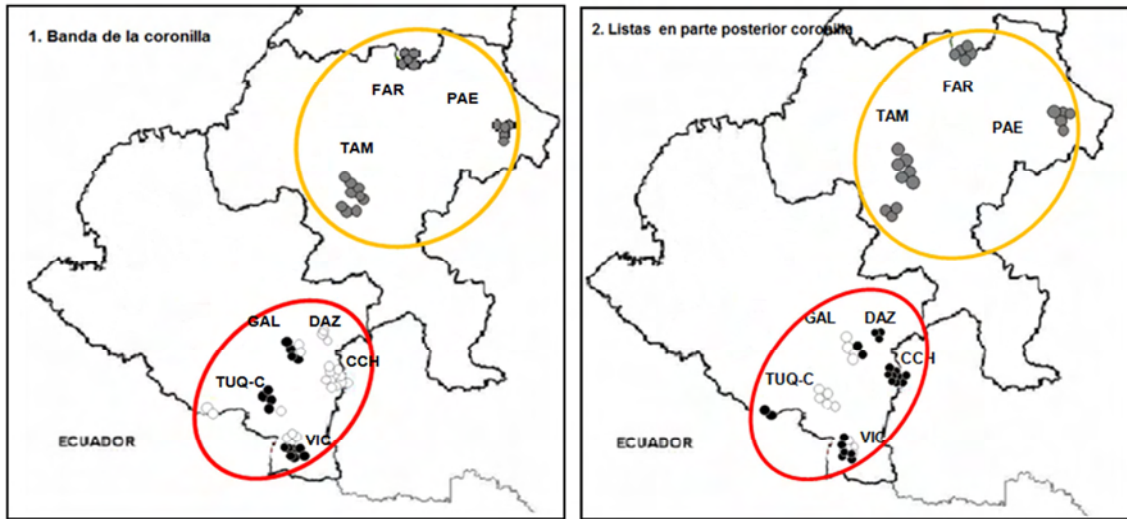 1. Banda de la coronilla
FAR
PAE
TAM
GAL
DAZ
CCH
TUQ-C
VIC
ECUADOR
2. Listas en parte posterior coronilla
FAR
TAM
PAE
GAL
DAZ
CCH
TUQ-C
VIC
ECUADOR